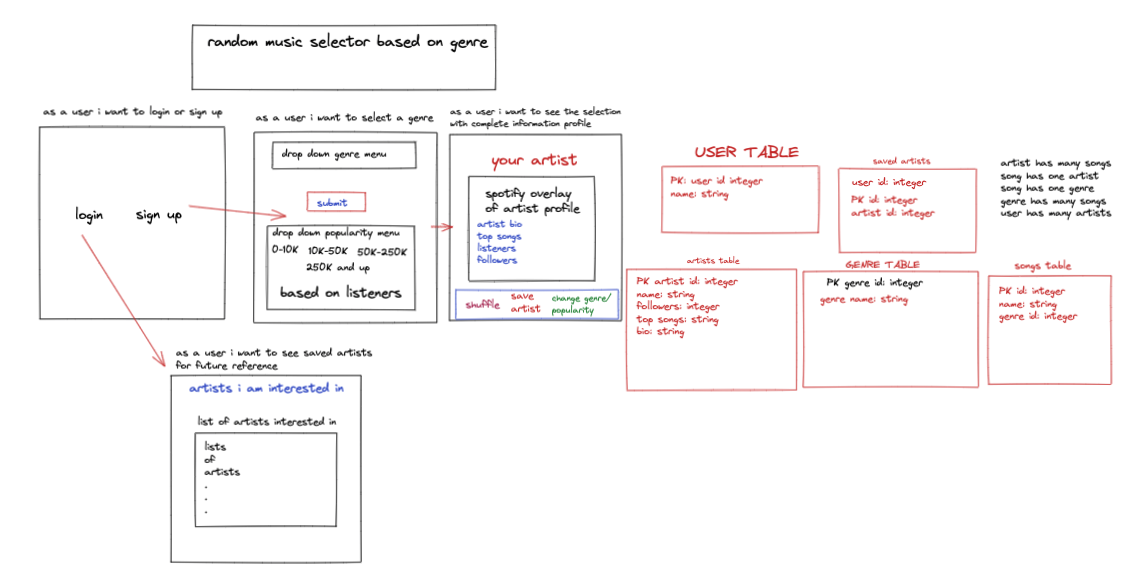 random music selector based on genre
as a user i want to login or sign up
login
sign up
as a user i want to select a genre
drop down genre menu
submit
drop down popularity menu
0-10K 10K-50K 50K-250K
250K and up
based on listeners
as a user i want to see the selection
with complete information profile
your artist
spotify overlay
of artist profile
artist bio
top songs
listeners
followers
shuffle
save
artist
change genre/
popularity
as a user i want to see saved artists
for future reference
artists i am interested in
list of artists interested in
lists
of
artists
.
.
.
USER TABLE
PK: user id integer
name: string
saved artists
user id: integer
PK id: integer
artist id: integer
artist has many songs
song has one artist
song has one genre
genre has many songs
user has many artists
artists table
PK artist id: integer
name: string
followers: integer
top songs: string
bio: string
GENRE TABLE
PK genre id: integer
genre name: string
songs table
PK id: integer
name: string
genre id: integer